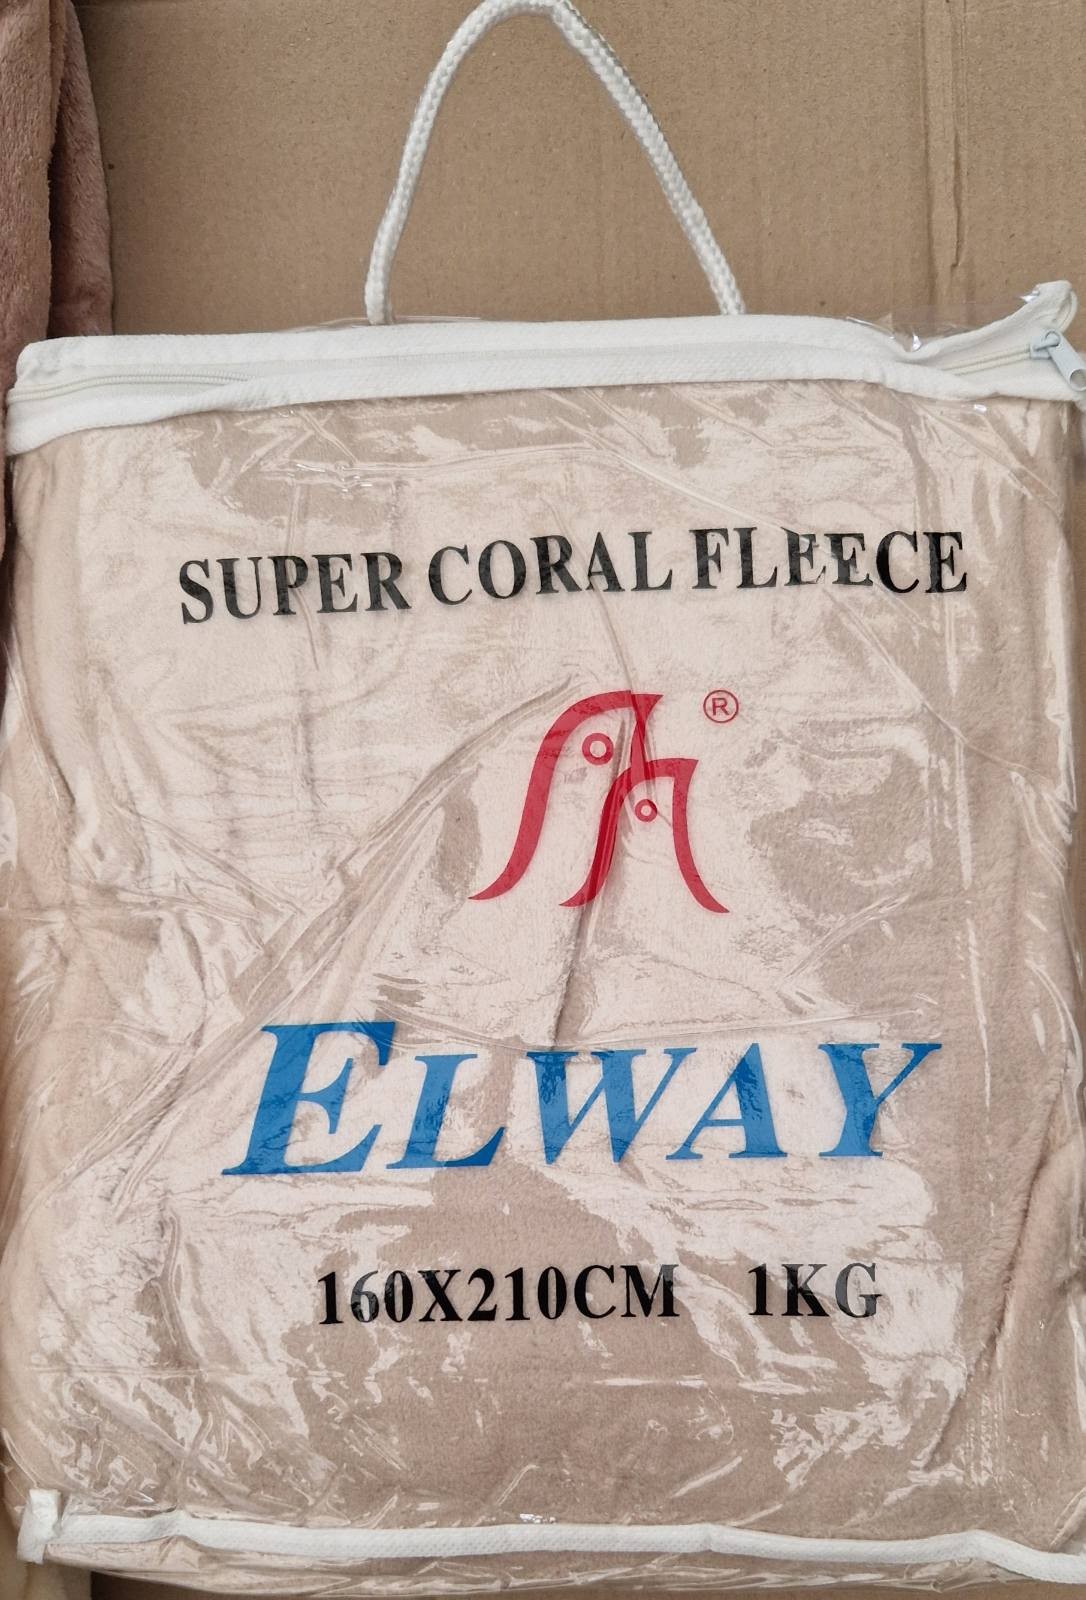 SUPER CORAL FLEECE
®
ELWAY
160X210CM 1KG